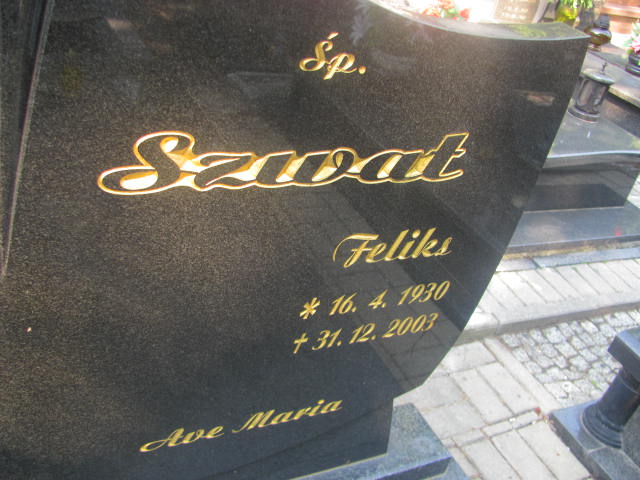 Śp.
Szwat
Feliks
* 16. 4. 1930
† 31. 12. 2003
Ave Maria